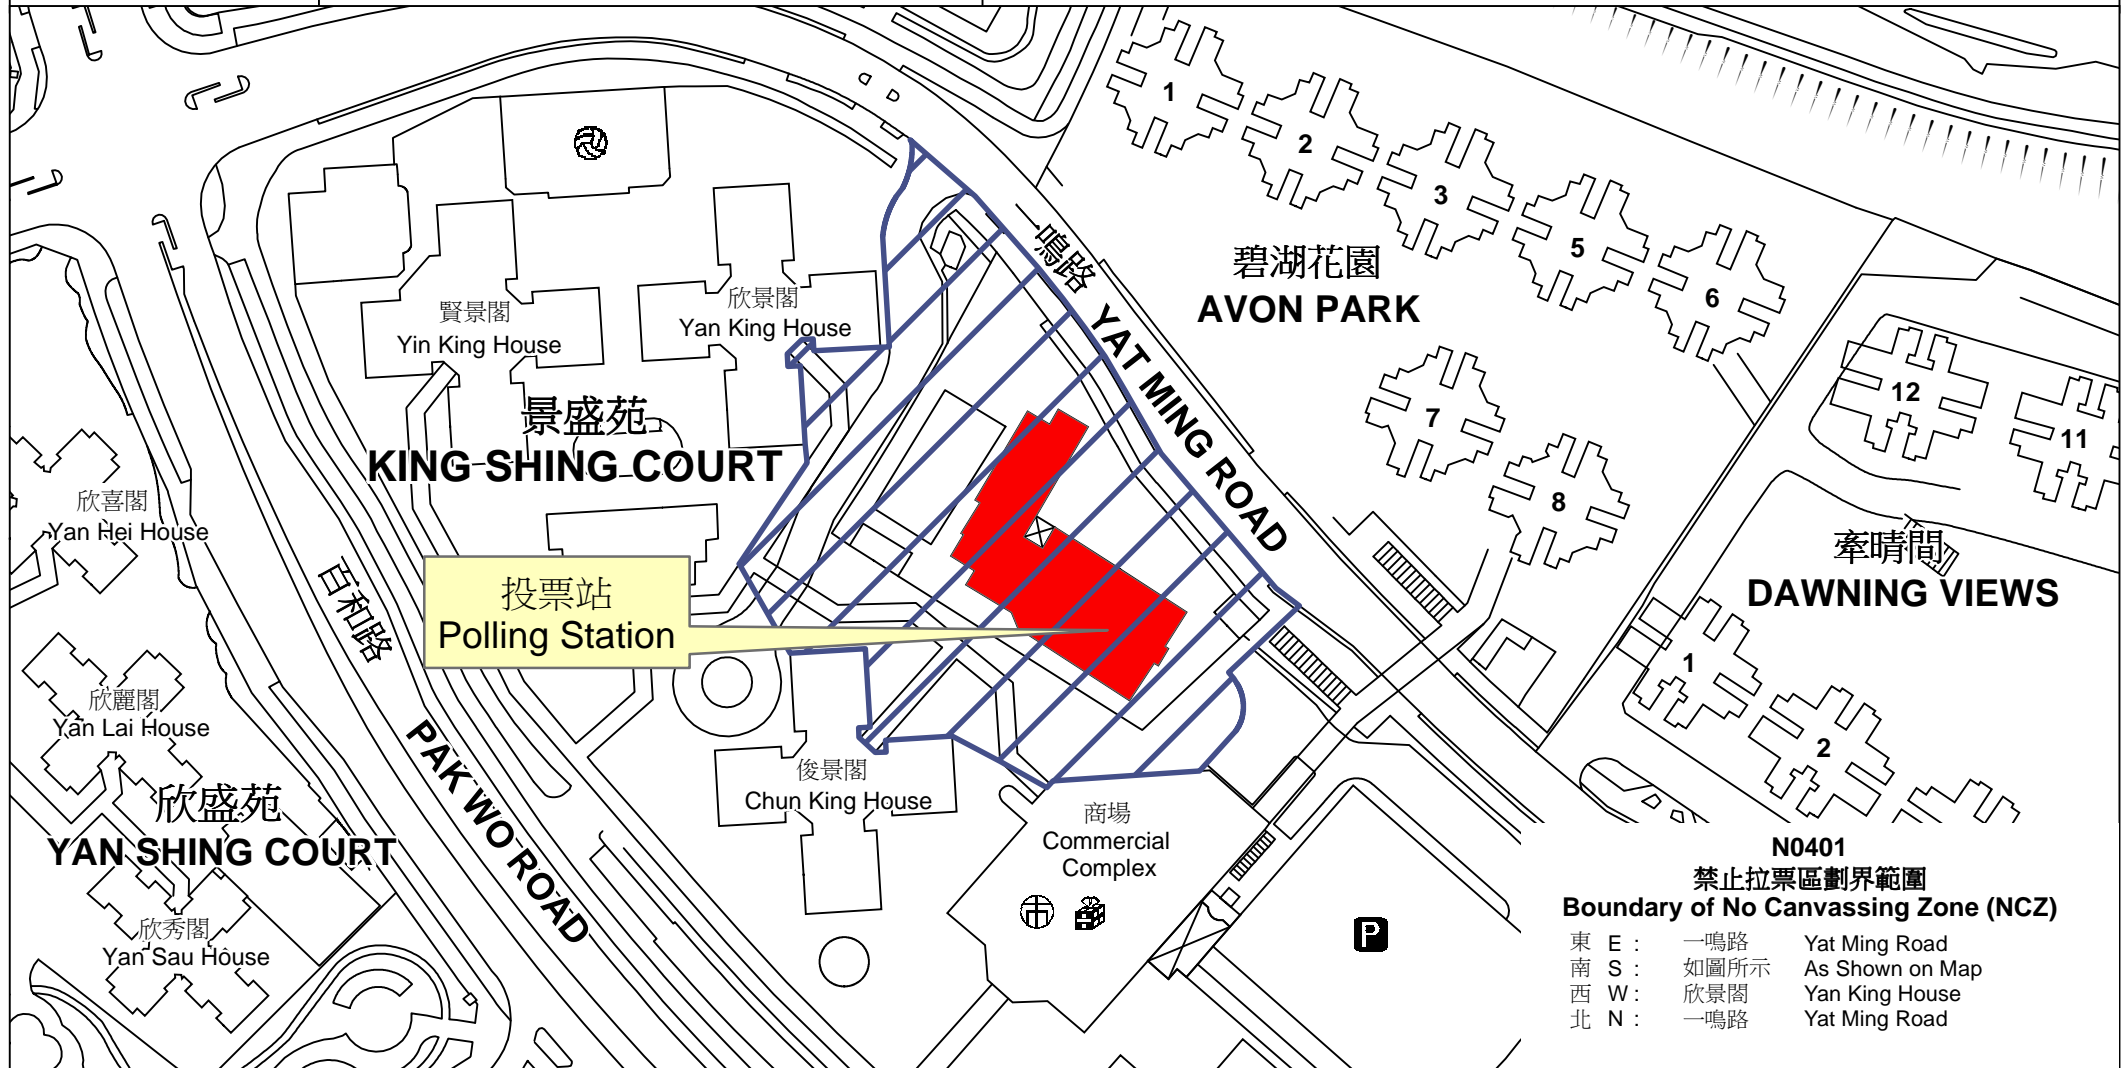 1
2
3
5
6
7
8
碧湖花園
AVON PARK
一鳴路 YAT MING ROAD
欣景閣
Yan King House
賢景閣
Yin King House
景盛苑
KING SHING COURT
12
11
牽晴間
DAWNING VIEWS
1
2
欣喜閣
Yan Hei House
百和路
PAK WO ROAD
投票站
Polling Station
欣麗閣
Yan Lai House
欣盛苑
YAN SHING COURT
欣秀閣
Yan Sau House
俊景閣
Chun King House
商場
Commercial
Complex
P
N0401
禁止拉票區劃界範圍
Boundary of No Canvassing Zone (NCZ)
東 E : 一鳴路 Yat Ming Road
南 S : 如圖所示 As Shown on Map
西 W : 欣景閣 Yan King House
北 N : 一鳴路 Yat Ming Road